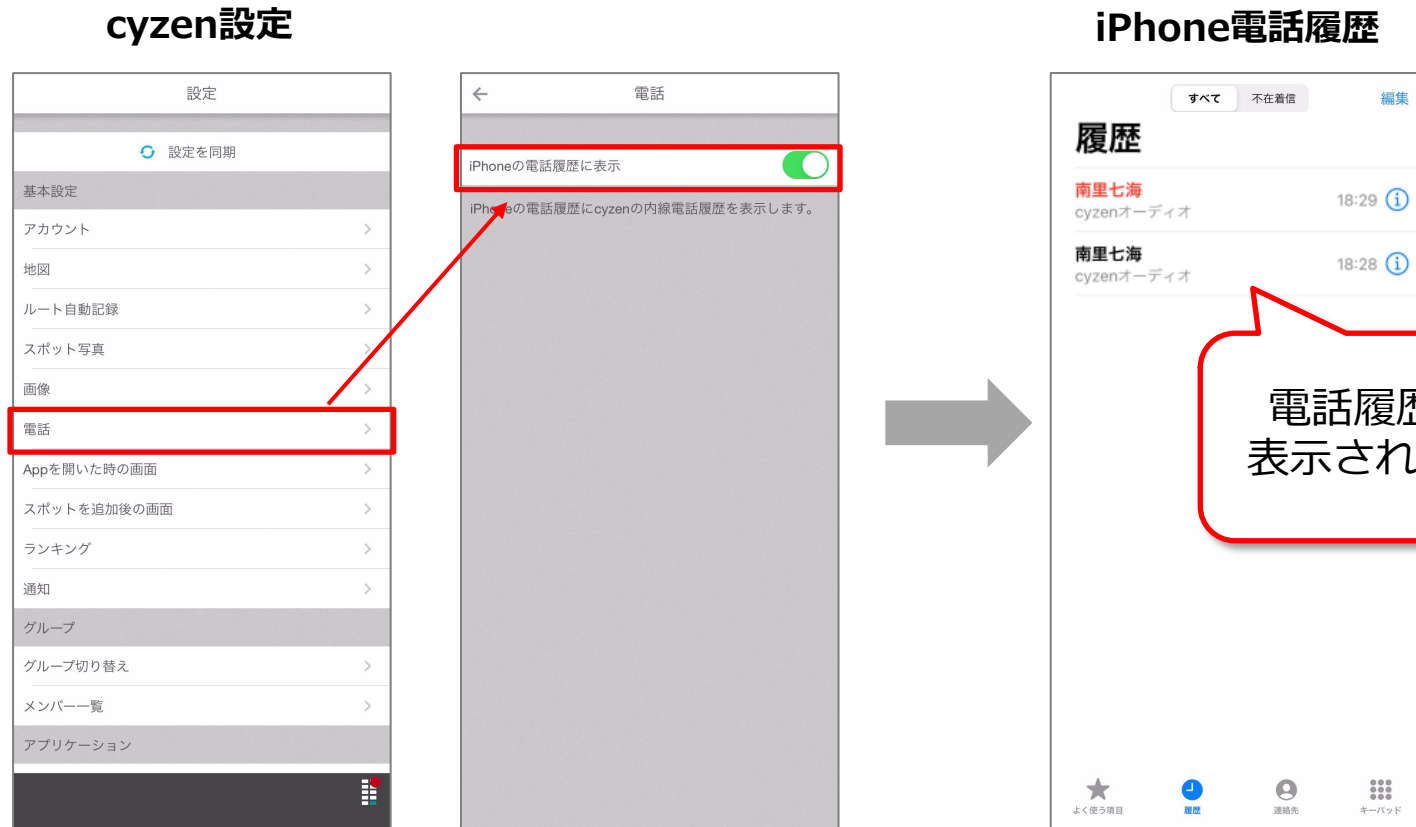 cyzen設定
設定
設定を同期
基本設定
アカウント
地図
ルート自動記録
スポット写真
画像
電話
Appを開いた時の画面
スポットを追加後の画面
ランキング
通知
グループ
グループ切り替え
メンバー一覧
アプリケーション
電話
iPhoneの電話履歴に表示
iPhoneの電話履歴にcyzenの内線電話履歴を表示します。
iPhone電話履歴
すべて 不在着信 編集
履歴
南里七海
cyzenオーディオ
18:29
南里七海
cyzenオーディオ
18:28
電話履歴
表示され
よく使う項目 履歴 連絡先 キーパッド